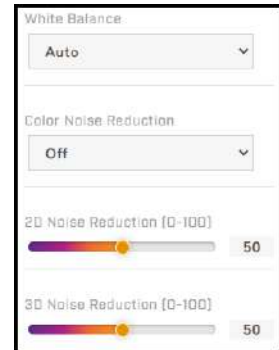 White Balance
Auto
Color Noise Reduction
Off
2D Noise Reduction (0-100)
50
3D Noise Reduction (0-100)
50